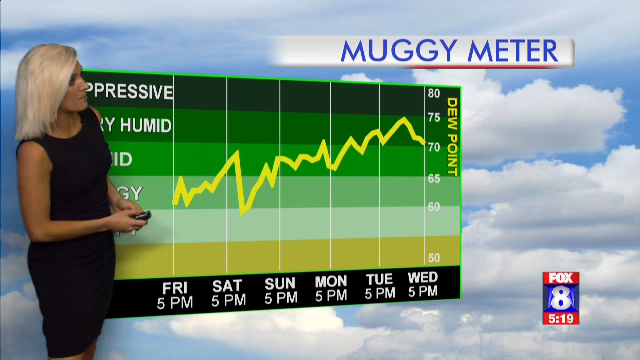 MUGGY METER
PPRESSIVE
RY HUMID
ID
GY
80
75
70
65
60
50
DEW POINT
FRI SAT SUN MON TUE WED
5 PM 5 PM 5 PM 5 PM 5 PM 5 PM
FOX
8
5:19